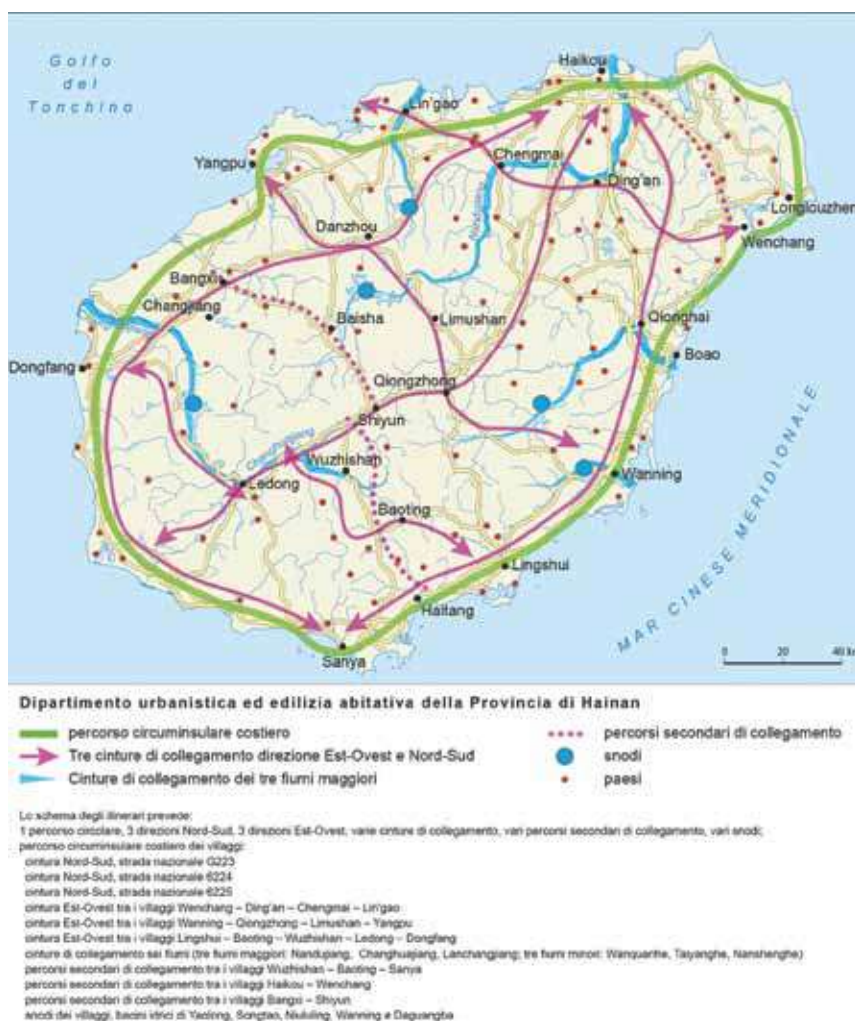 Golfo
del
Tonchino
Haikou
Lin'gao
Yangpu
Chengmai
Ding'an
Longlouzhen
Danzhou
Wenchang
Bangxi
Changjiang
Baisha
Limushan
Qionghai
Dongfang
Boao
Qiongzhong
Shiyun
Wuzhishan
Ledong
Wanning
Baoting
Lingshui
Haitang
Sanya
MAR CINESE MERIDIONALE
0 20 40 km
Dipartimento urbanistica ed edilizia abitativa della Provincia di Hainan
percorso circuminsulare costiero
percorsi secondari di collegamento
Tre cinture di collegamento direzione Est-Ovest e Nord-Sud
snodi
Cinture di collegamento dei tre fiumi maggiori
paesi
Lo schema degli itinerari prevede:
1 percorso circolare, 3 direzioni Nord-Sud, 3 direzioni Est-Ovest, varie cinture di collegamento, vari percorsi secondari di collegamento, vari snodi;
percorso circuminsulare costiero dei villaggi:
cintura Nord-Sud, strada nazionale G223
cintura Nord-Sud, strada nazionale 6224
cintura Nord-Sud, strada nazionale 6225
cintura Est-Ovest tra i villaggi Wenchang – Ding'an – Chengmai – Lin'gao
cintura Est-Ovest tra i villaggi Wanning – Qiongzhong – Limushan – Yangpu
cintura Est-Ovest tra i villaggi Lingshui – Baoting – Wuzhishan – Ledong – Dongfang
cinture di collegamento sei fiumi (tre fiumi maggiori: Nandujiang, Changhuajiang, Lanchangjiang; tre fiumi minori: Wanquanhe, Taiyanghe, Nanshenghe)
percorsi secondari di collegamento tra i villaggi Wuzhishan – Baoting – Sanya
percorsi secondari di collegamento tra i villaggi Haikou – Wenchang
percorsi secondari di collegamento tra i villaggi Bangxi – Shiyun
snodi dei villaggi, bacini idrici di Yaolong, Songtao, Niululing, Wanning e Daguangba